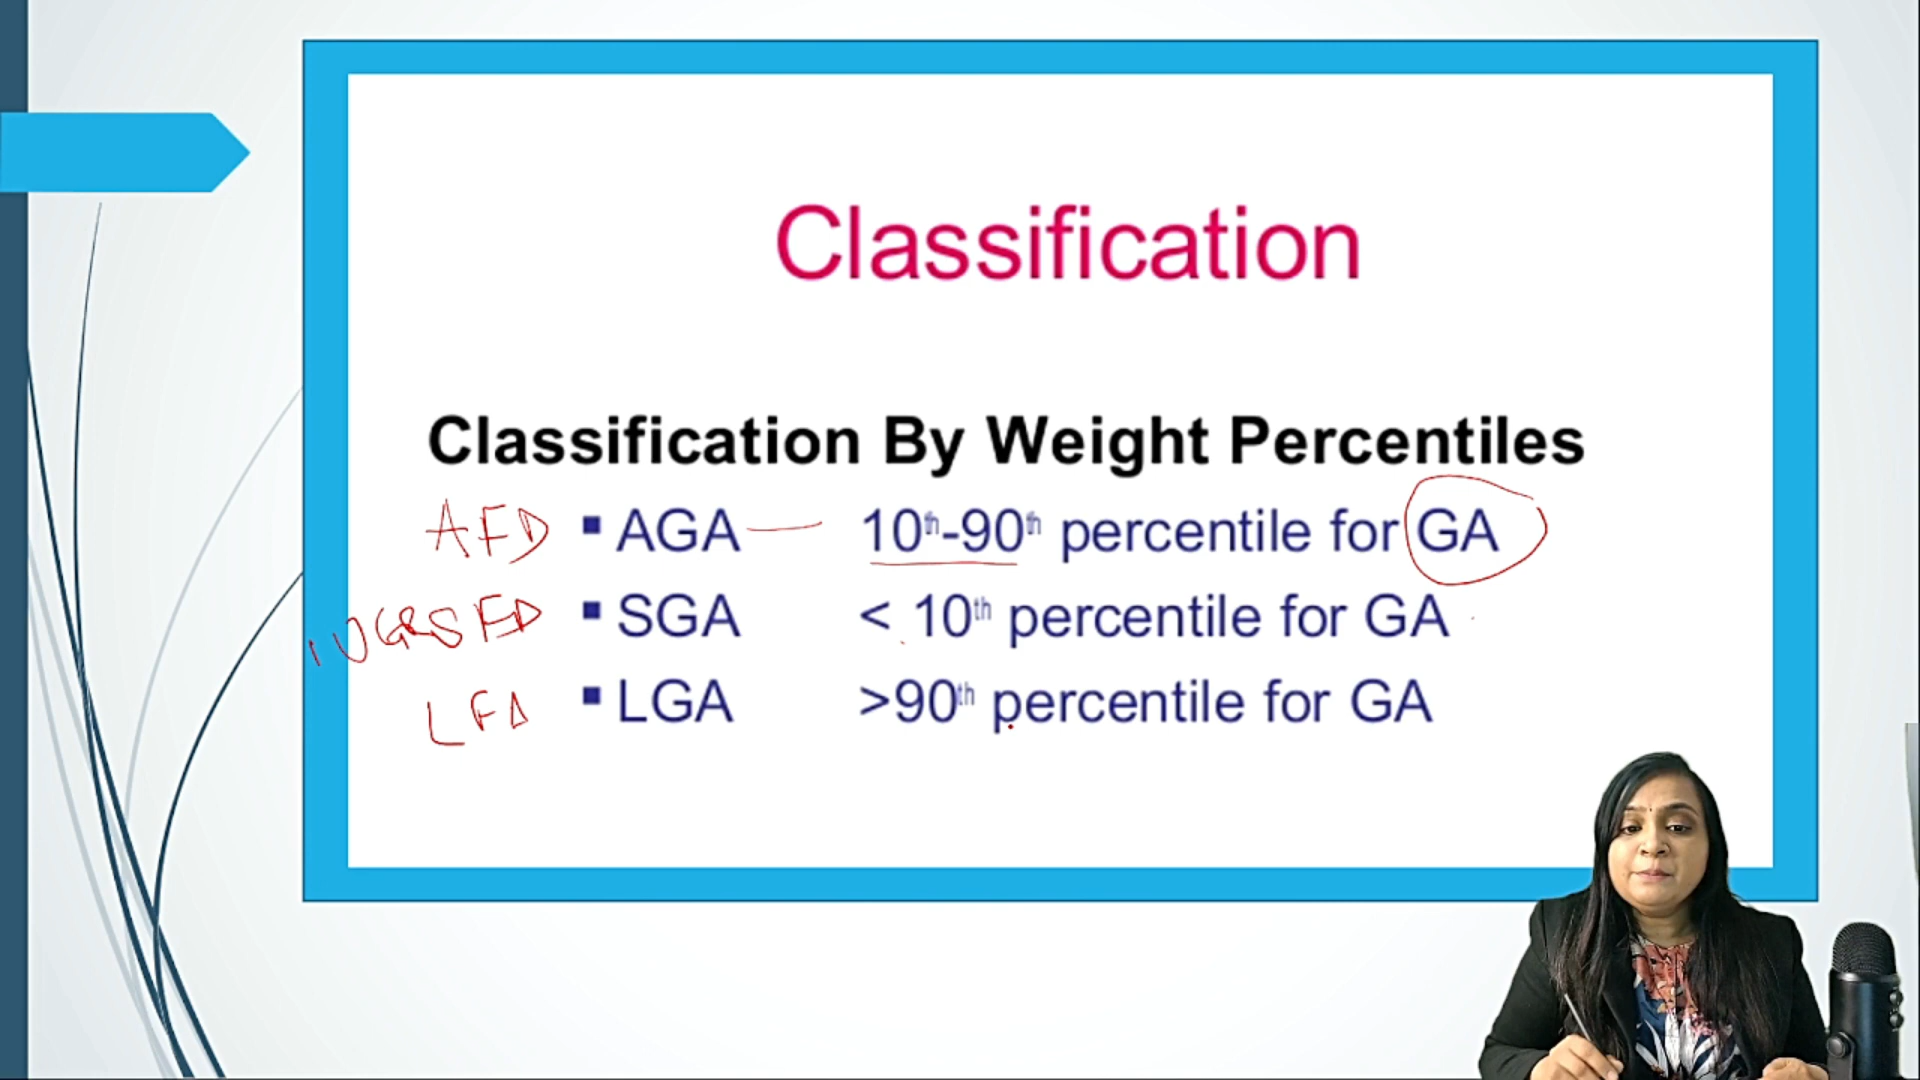 Classification
Classification By Weight Percentiles
AFD ▪ AGA — 10th-90th percentile for GA
IUGR SFD ▪ SGA < 10th percentile for GA
LFD ▪ LGA >90th percentile for GA